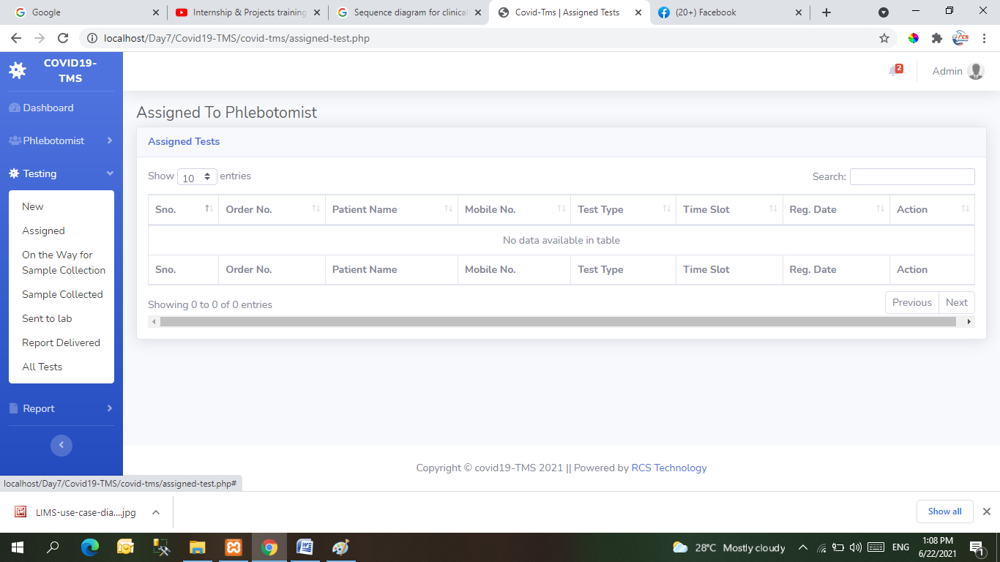 Google
Internship & Projects training
Sequence diagram for clinical
Covid-Tms | Assigned Tests
(20+) Facebook
localhost/Day7/Covid19-TMS/covid-tms/assigned-test.php
COVID19-
TMS
2
Admin
Dashboard
Phlebotomist
Testing
New
Assigned
On the Way for
Sample Collection
Sample Collected
Sent to lab
Report Delivered
All Tests
Report
Assigned To Phlebotomist
Assigned Tests
Show 10 entries
Search:
Sno. Order No. Patient Name Mobile No. Test Type Time Slot Reg. Date Action
No data available in table
Sno. Order No. Patient Name Mobile No. Test Type Time Slot Reg. Date Action
Showing 0 to 0 of 0 entries
Previous Next
Copyright © covid19-TMS 2021 || Powered by RCS Technology
localhost/Day7/Covid19-TMS/covid-tms/assigned-test.php#
LIMS-use-case-dia....jpg
Show all
28°C Mostly cloudy
ENG
1:08 PM
6/22/2021
1